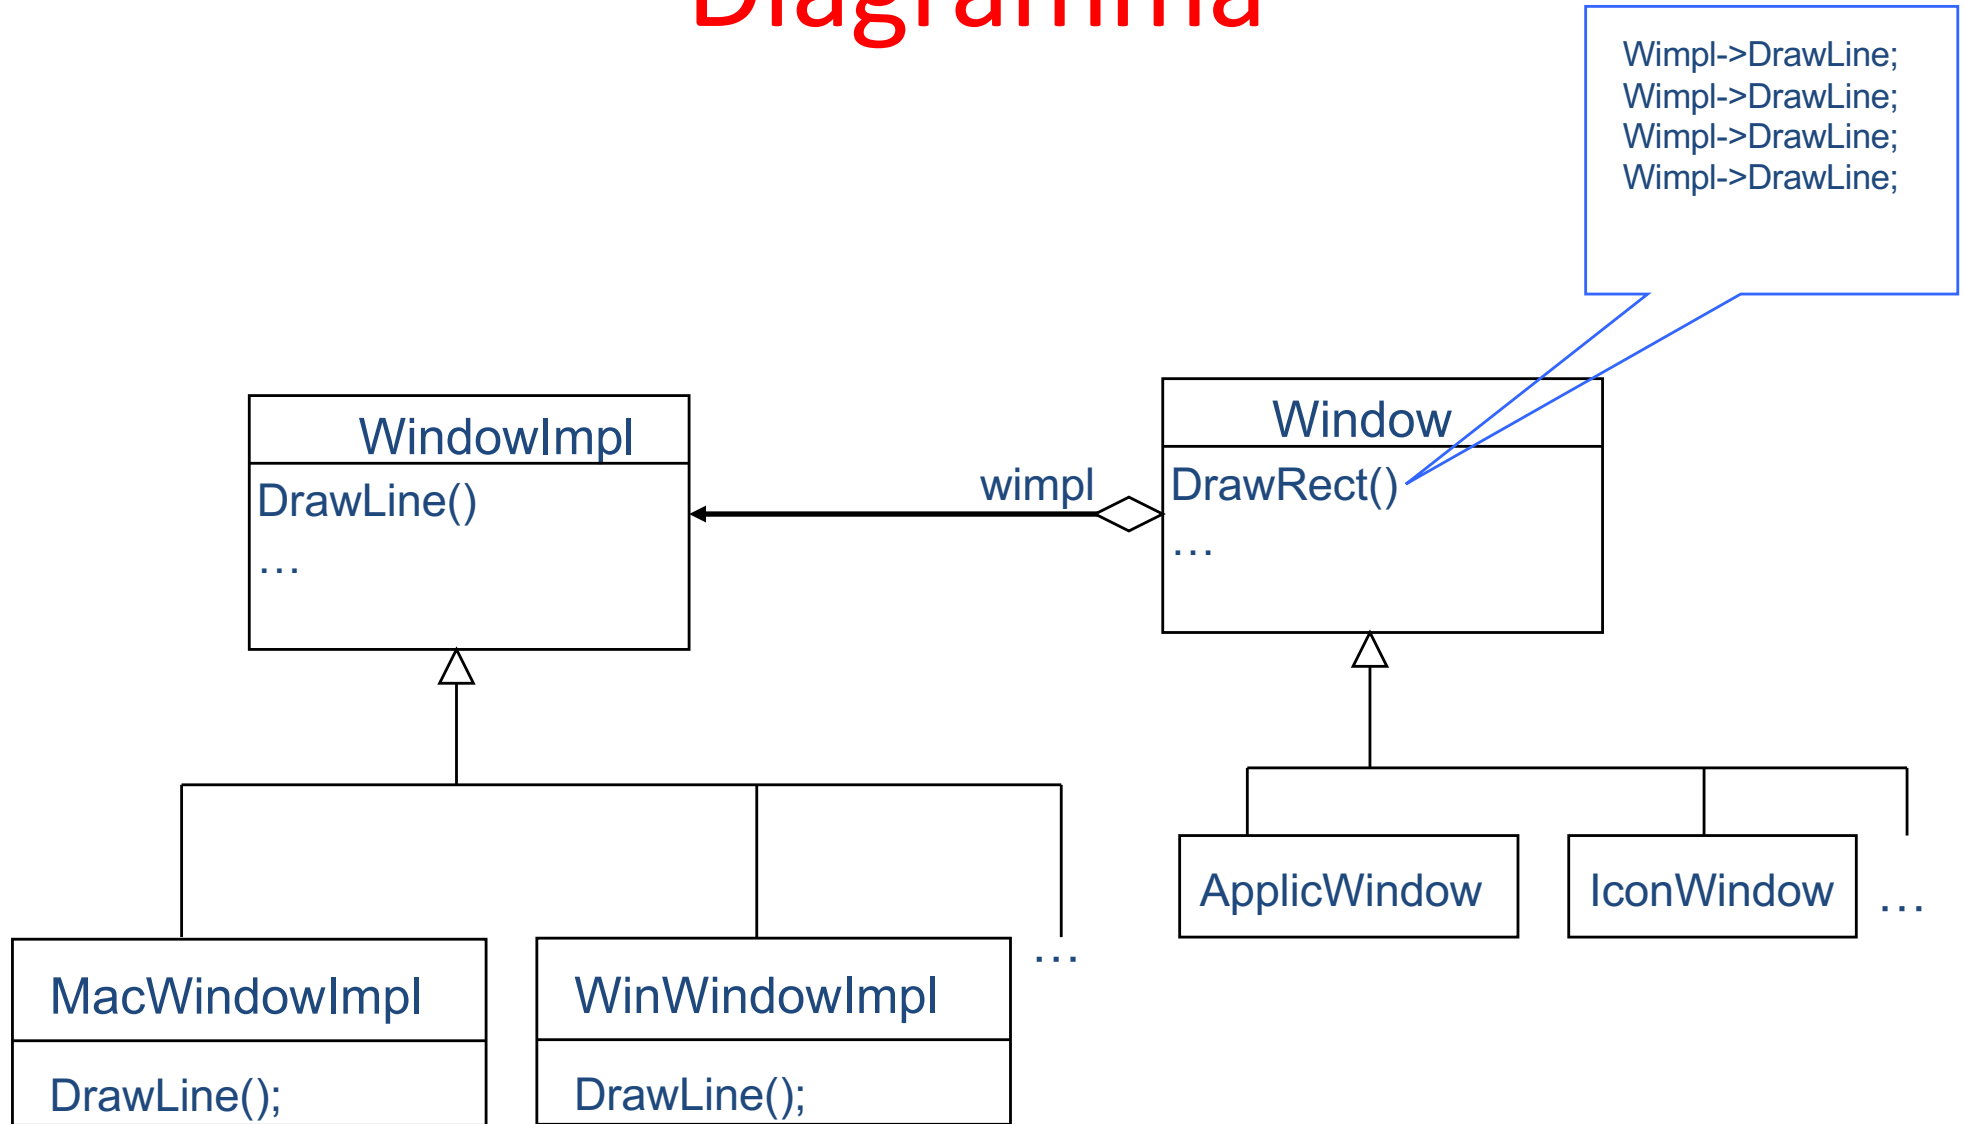 Diagramma
Wimpl->DrawLine;
Wimpl->DrawLine;
Wimpl->DrawLine;
Wimpl->DrawLine;
WindowImpl
DrawLine()
…
wimpl
Window
DrawRect()
…
ApplicWindow
IconWindow
…
MacWindowImpl
DrawLine();
WinWindowImpl
DrawLine();
…